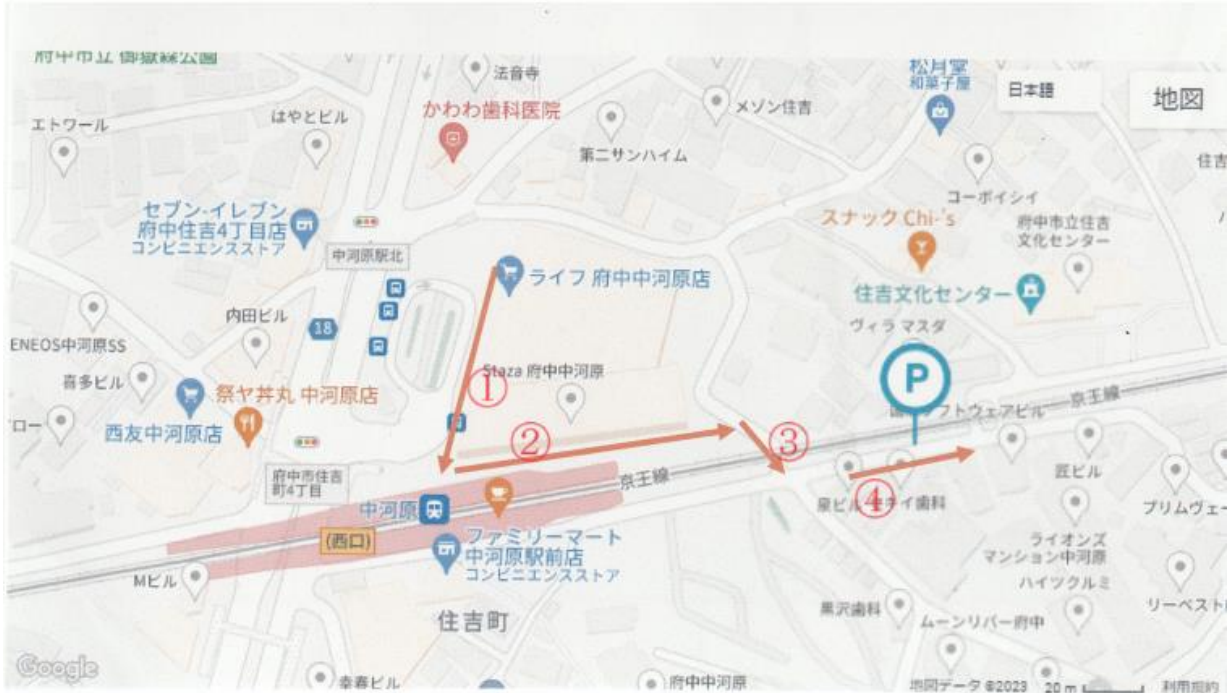 府中市立 御嶽森公園
法音寺
松月堂
和菓子屋
日本語
地図
エトワール
はやとビル
かわわ歯科医院
メゾン住吉
第二サンハイム
コーポイシイ
セブン-イレブン
府中住吉4丁目店
コンビニエンスストア
中河原駅北
スナック Chi-'s
府中市立住吉
文化センター
ライフ 府中中河原店
住吉文化センター
ヴィラ マスダ
内田ビル
18
ENEOS中河原SS
喜多ビル
祭ヤ丼丸 中河原店
西友中河原店
①
Staza 府中中河原
P
フトウェアビル
京王線
②
③
府中市住吉
町4丁目
中河原
京王線
泉ビル
④
イ歯科
匠ビル
プリムヴェー
(西口)
ファミリーマート
中河原駅前店
コンビニエンスストア
ライオンズ
マンション中河原
Mビル
ハイツクルミ
リーベスト
住吉町
黒沢歯科
ムーンリバー府中
Google
幸春ビル
府中中河原
地図データ ©2023
20 m
利用規約